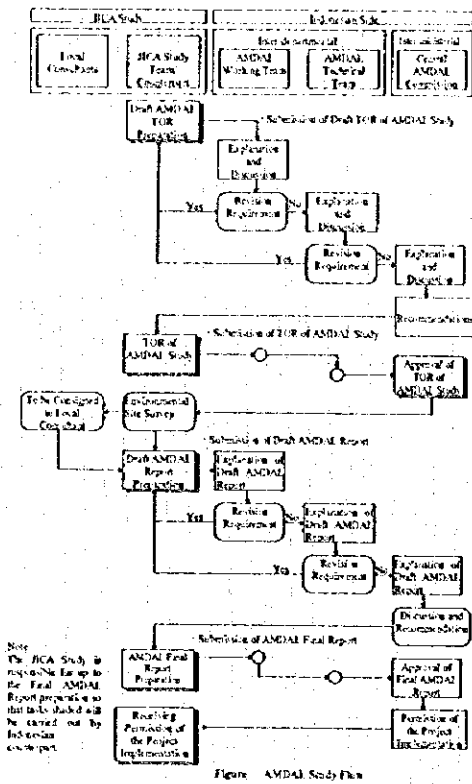 JICA Study
Indonesian Side
Local
Consultants
JICA Study
Team/
Counterpart
Interdepartmental
AMDAL
Working Team
AMDAL
Technical
Team
Interministerial
Central
AMDAL
Commission
Draft AMDAL
TOR
Preparation
Submission of Draft TOR of AMDAL Study
Explanation
and
Discussion
Yes
Revision
Requirement
No
Explanation
and
Discussion
Yes
Revision
Requirement
No
Explanation
and
Discussion
Recommendations
Submission of TOR of AMDAL Study
TOR of
AMDAL Study
Approval of
TOR of
AMDAL Study
To be Consigned
to Local
Consultant
Environmental
Site Survey
Submission of Draft AMDAL Report
Draft AMDAL
Report
Preparation
Explanation of
Draft AMDAL
Report
Yes
Revision
Requirement
No
Explanation of
Draft AMDAL
Report
Yes
Revision
Requirement
No
Explanation of
Draft AMDAL
Report
Discussion and
Recommendation
Submission of AMDAL Final Report
AMDAL Final
Report
Preparation
Approval of
Final AMDAL
Report
Receiving
Permission of
the Project
Implementation
Permission of
the Project
Implementation
Note
The JICA Study is
responsible for up to
the Final AMDAL
Report preparation so
that tasks shaded will
be carried out by
Indonesian
counterpart.
Figure AMDAL Study Flow